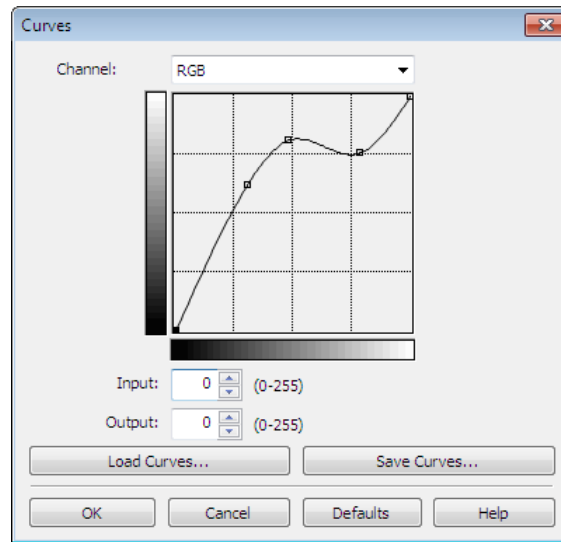 Curves
Channel: RGB
Input: 0 (0-255)
Output: 0 (0-255)
Load Curves... Save Curves...
OK Cancel Defaults Help